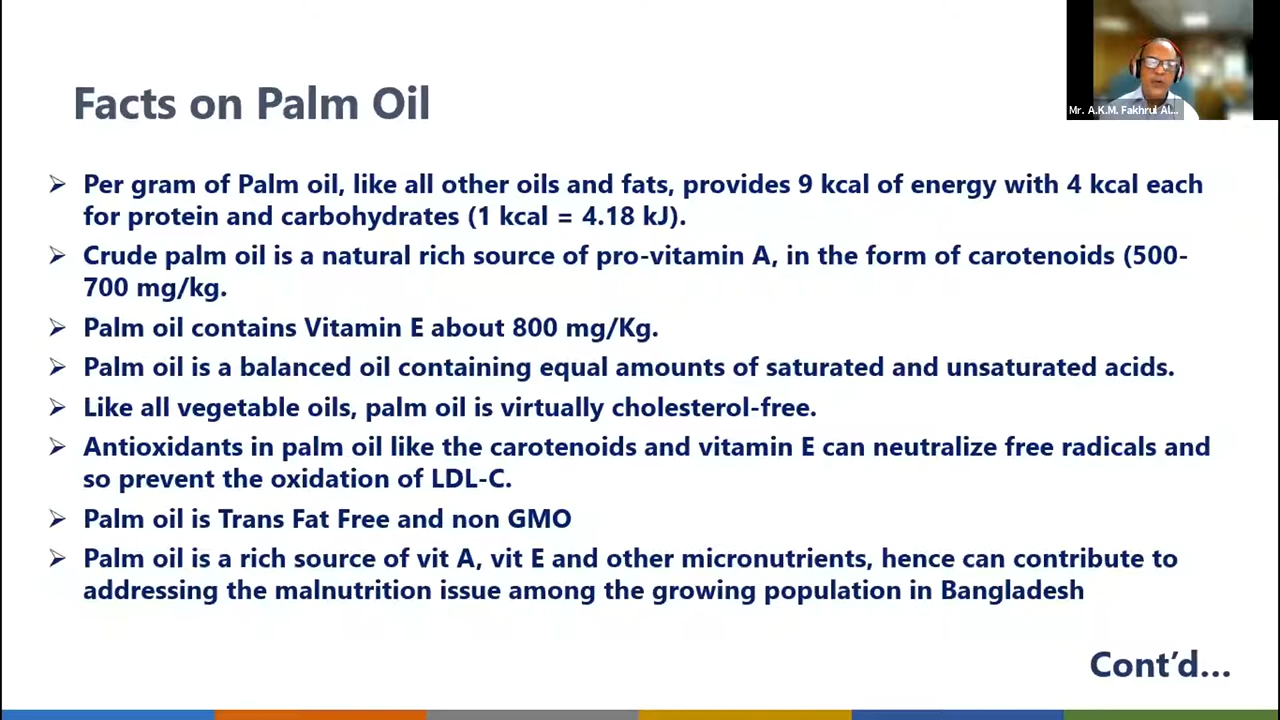 Mr. A.K.M. Fakhrul Al...
Facts on Palm Oil
Per gram of Palm oil, like all other oils and fats, provides 9 kcal of energy with 4 kcal each
for protein and carbohydrates (1 kcal = 4.18 kJ).
Crude palm oil is a natural rich source of pro-vitamin A, in the form of carotenoids (500-
700 mg/kg.
Palm oil contains Vitamin E about 800 mg/Kg.
Palm oil is a balanced oil containing equal amounts of saturated and unsaturated acids.
Like all vegetable oils, palm oil is virtually cholesterol-free.
Antioxidants in palm oil like the carotenoids and vitamin E can neutralize free radicals and
so prevent the oxidation of LDL-C.
Palm oil is Trans Fat Free and non GMO
Palm oil is a rich source of vit A, vit E and other micronutrients, hence can contribute to
addressing the malnutrition issue among the growing population in Bangladesh
Cont'd...